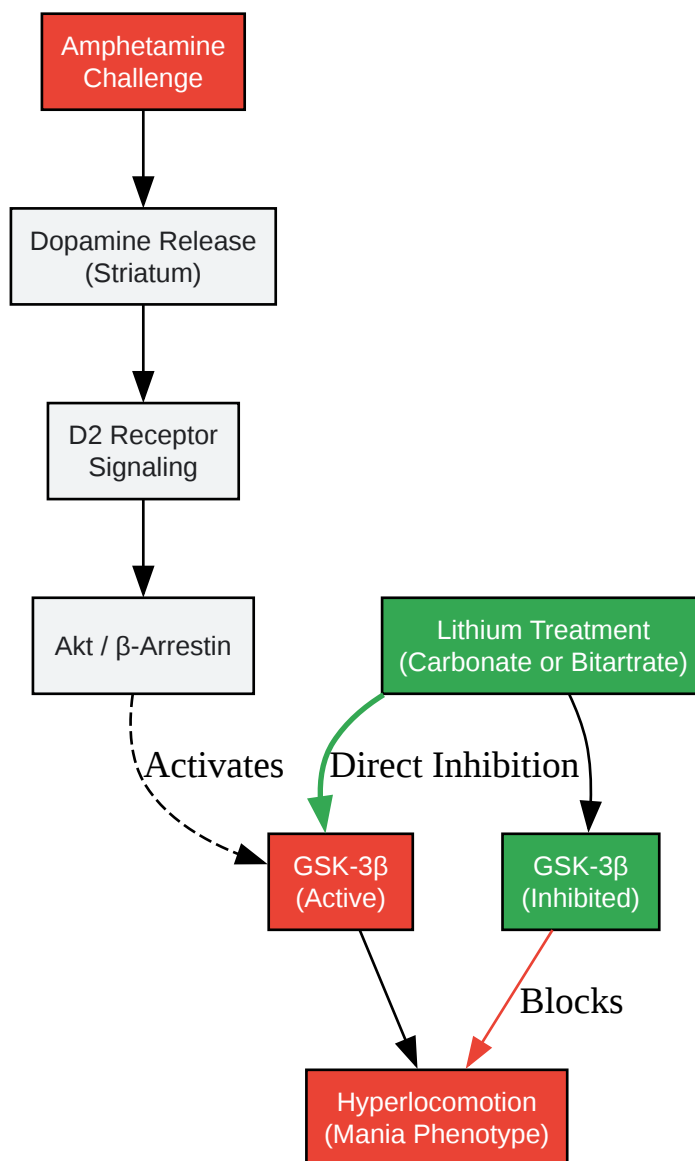 Amphetamine
Challenge
Dopamine Release
(Striatum)
D2 Receptor
Signaling
Akt / β-Arrestin
Lithium Treatment
(Carbonate or Bitartrate)
Activates
Direct Inhibition
GSK-3β
(Active)
GSK-3β
(Inhibited)
Blocks
Hyperlocomotion
(Mania Phenotype)